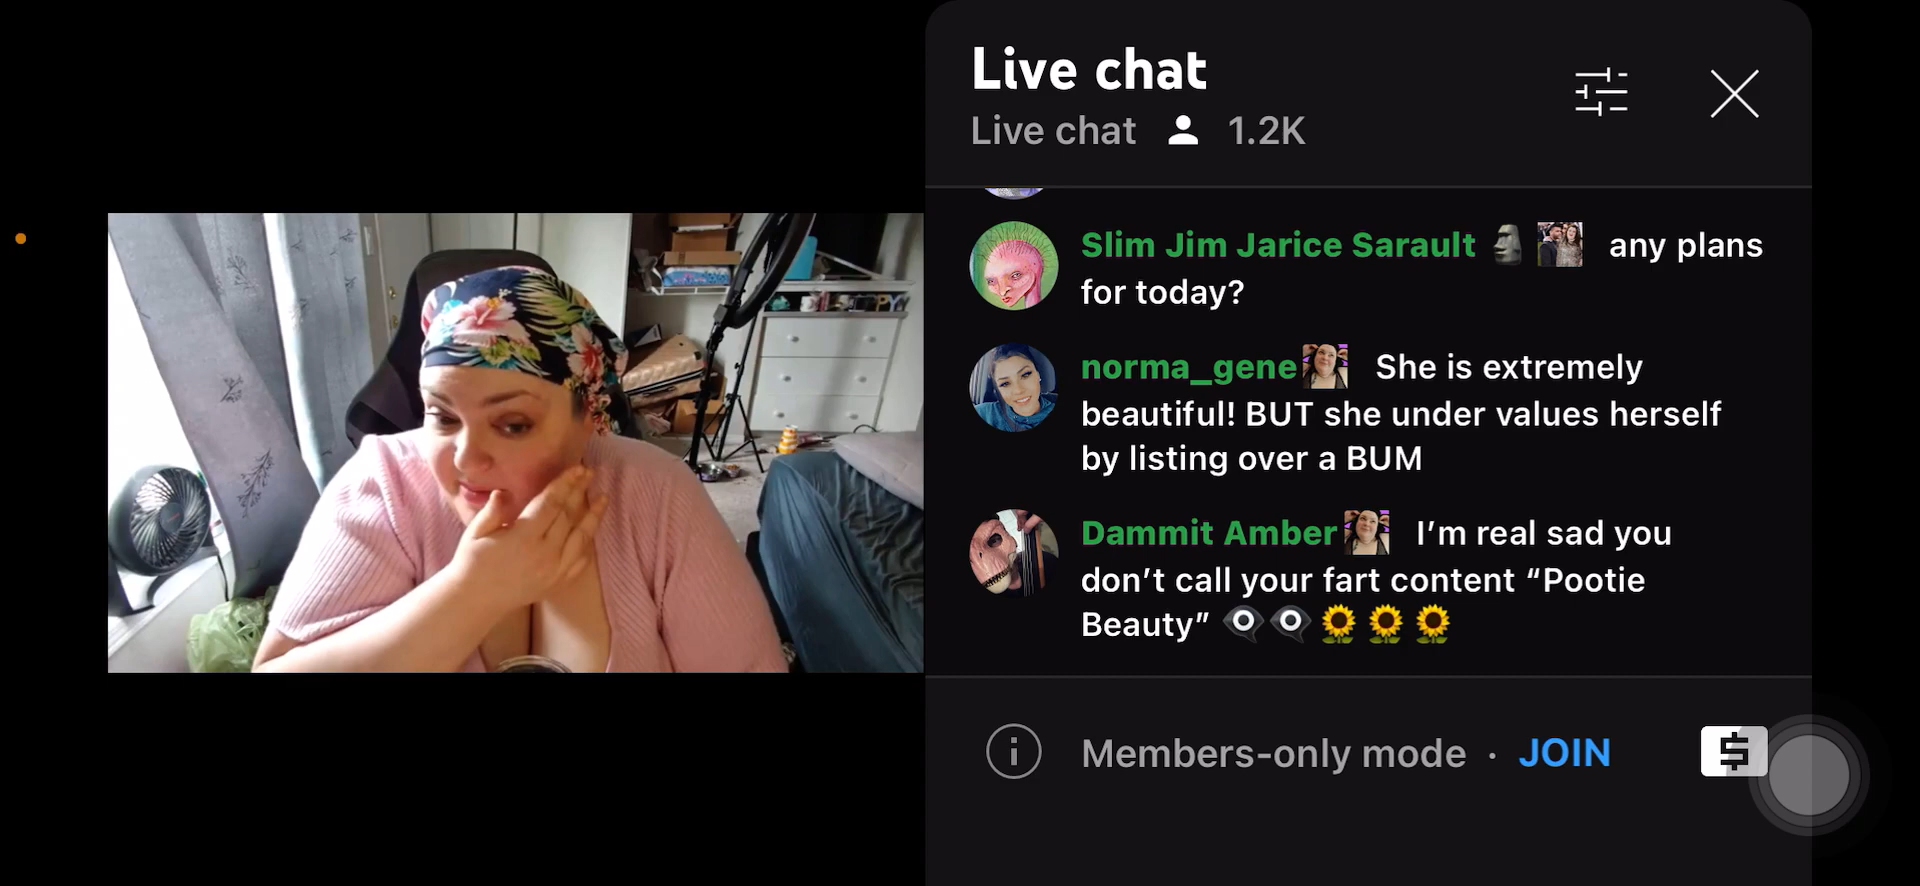 Live chat
Live chat 1.2K
Slim Jim Jarice Sarault 🗿 any plans
for today?
norma_gene She is extremely
beautiful! BUT she under values herself
by listing over a BUM
Dammit Amber I’m real sad you
don’t call your fart content “Pootie
Beauty” 👁‍🗨👁‍🗨🌻🌻🌻
Members-only mode · JOIN
$